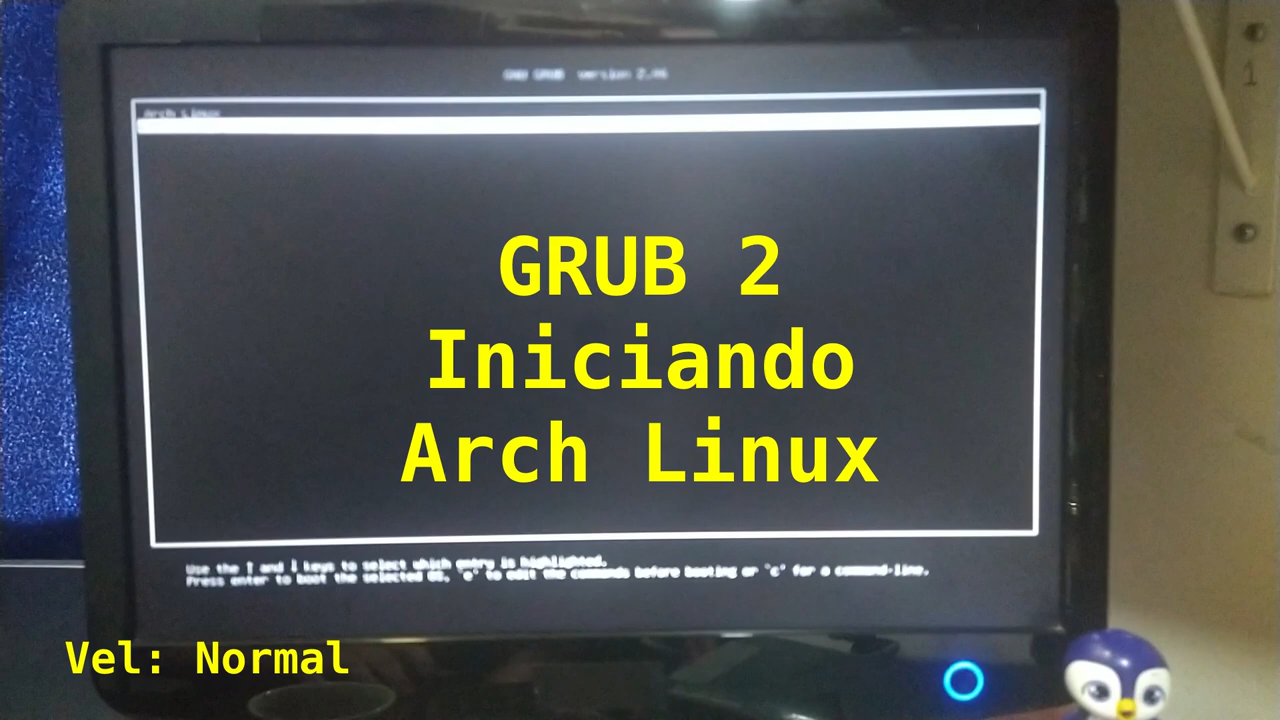 GNU GRUB version 2.
Arch Linux
GRUB 2
Iniciando
Arch Linux
Use the ↑ and ↓ keys to select which entry is highlighted.
Press enter to boot the selected OS, `e' to edit the commands before booting or `c' for a command-line.
Vel: Normal
1